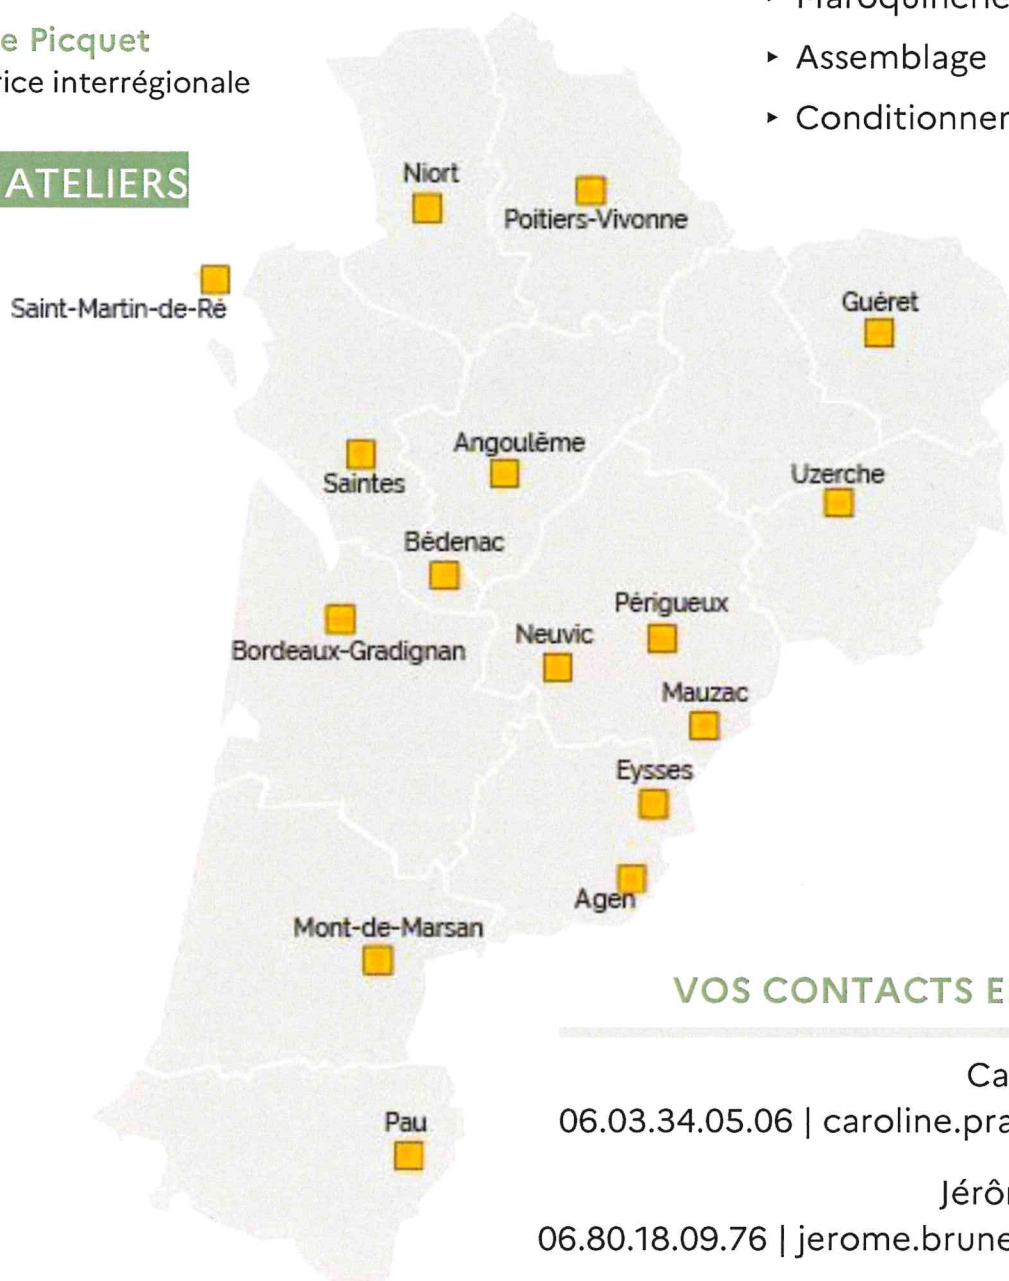 e Picquet
rice interrégionale
Assemblage
ATELIERS
Niort
Poitiers-Vivonne
Saint-Martin-de-Ré
Guéret
Angoulême
Saintes
Uzerche
Bédenac
Périgueux
Neuvic
Bordeaux-Gradignan
Mauzac
Eysses
Agen
Mont-de-Marsan
VOS CONTACTS E
Ca
06.03.34.05.06 | caroline.pra
Pau
Jérô
06.80.18.09.76 | jerome.brune